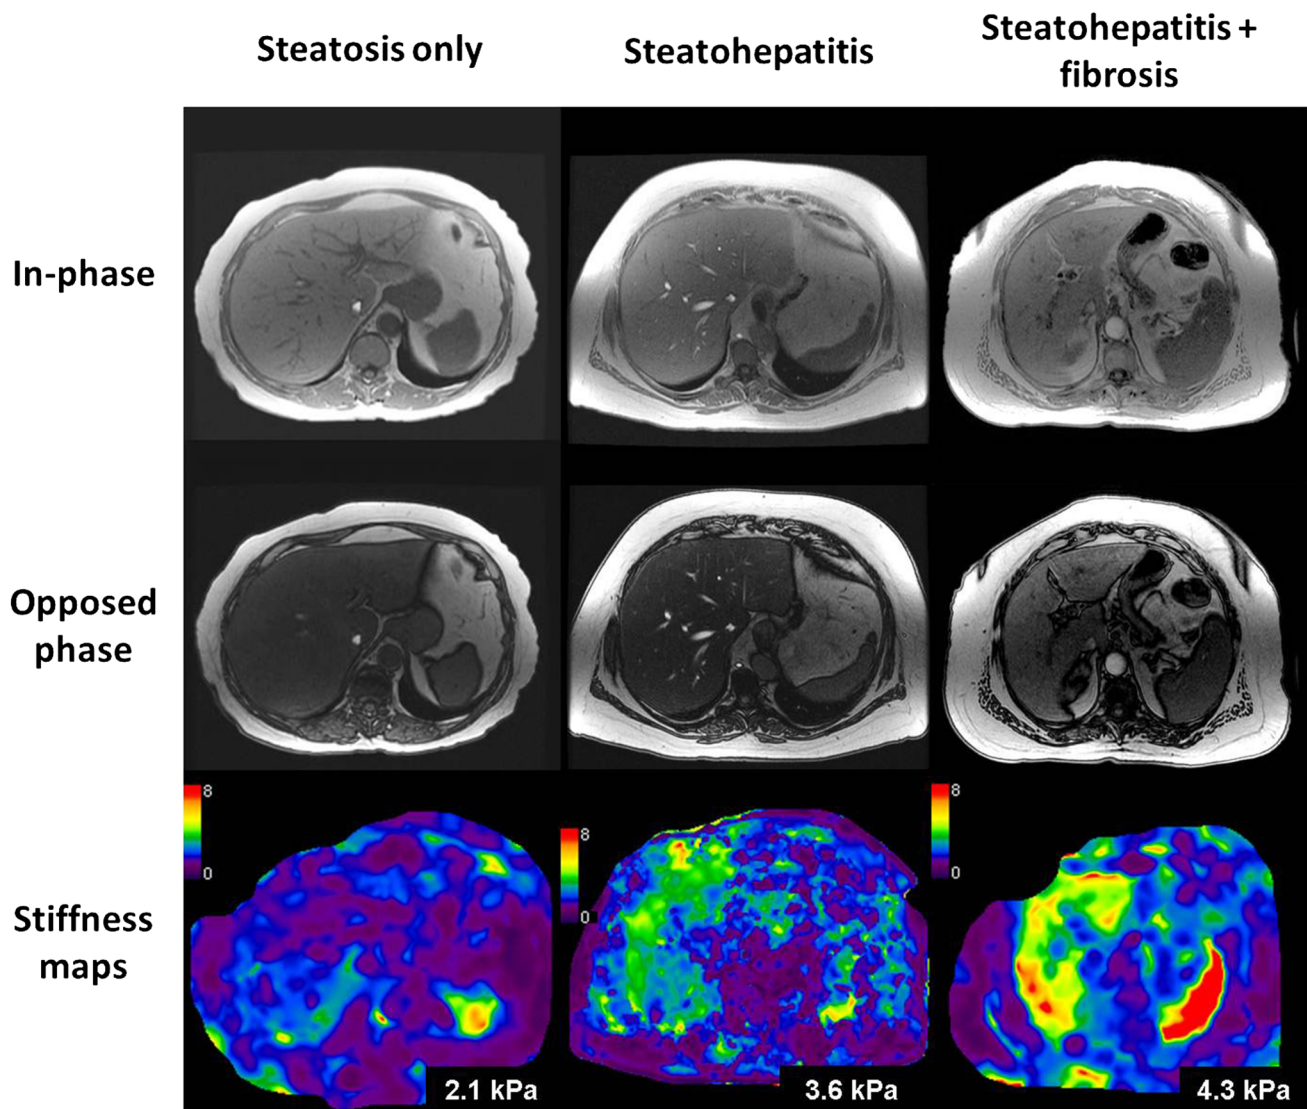 Steatosis only
Steatohepatitis
Steatohepatitis +
fibrosis
In-phase
Opposed
phase
Stiffness
maps
8
0
2.1 kPa
8
0
3.6 kPa
8
0
4.3 kPa